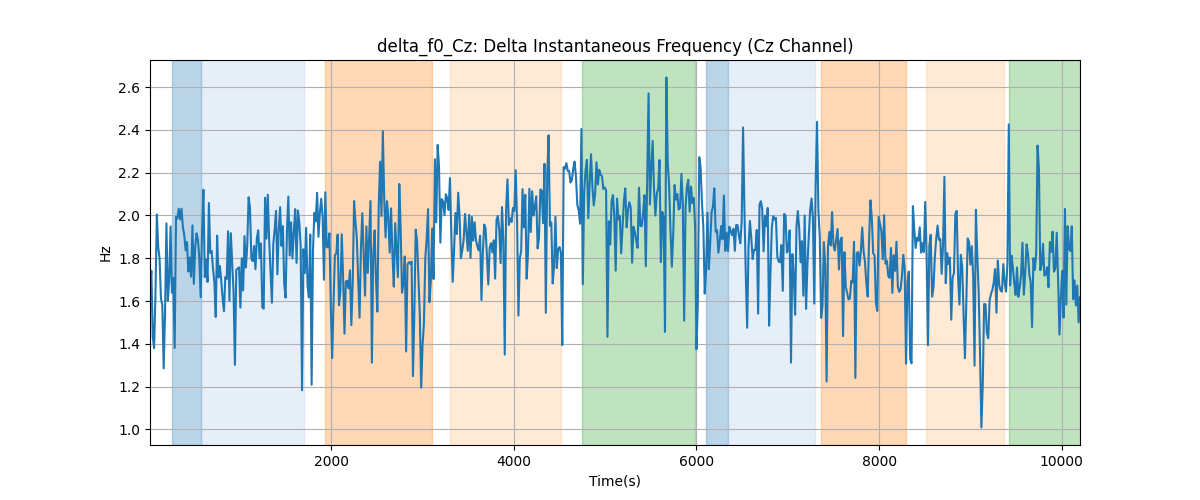 delta_f0_Cz: Delta Instantaneous Frequency (Cz Channel)
2.6
2.4
2.2
2.0
1.8
1.6
1.4
1.2
1.0
Hz
2000 4000 6000 8000 10000
Time(s)